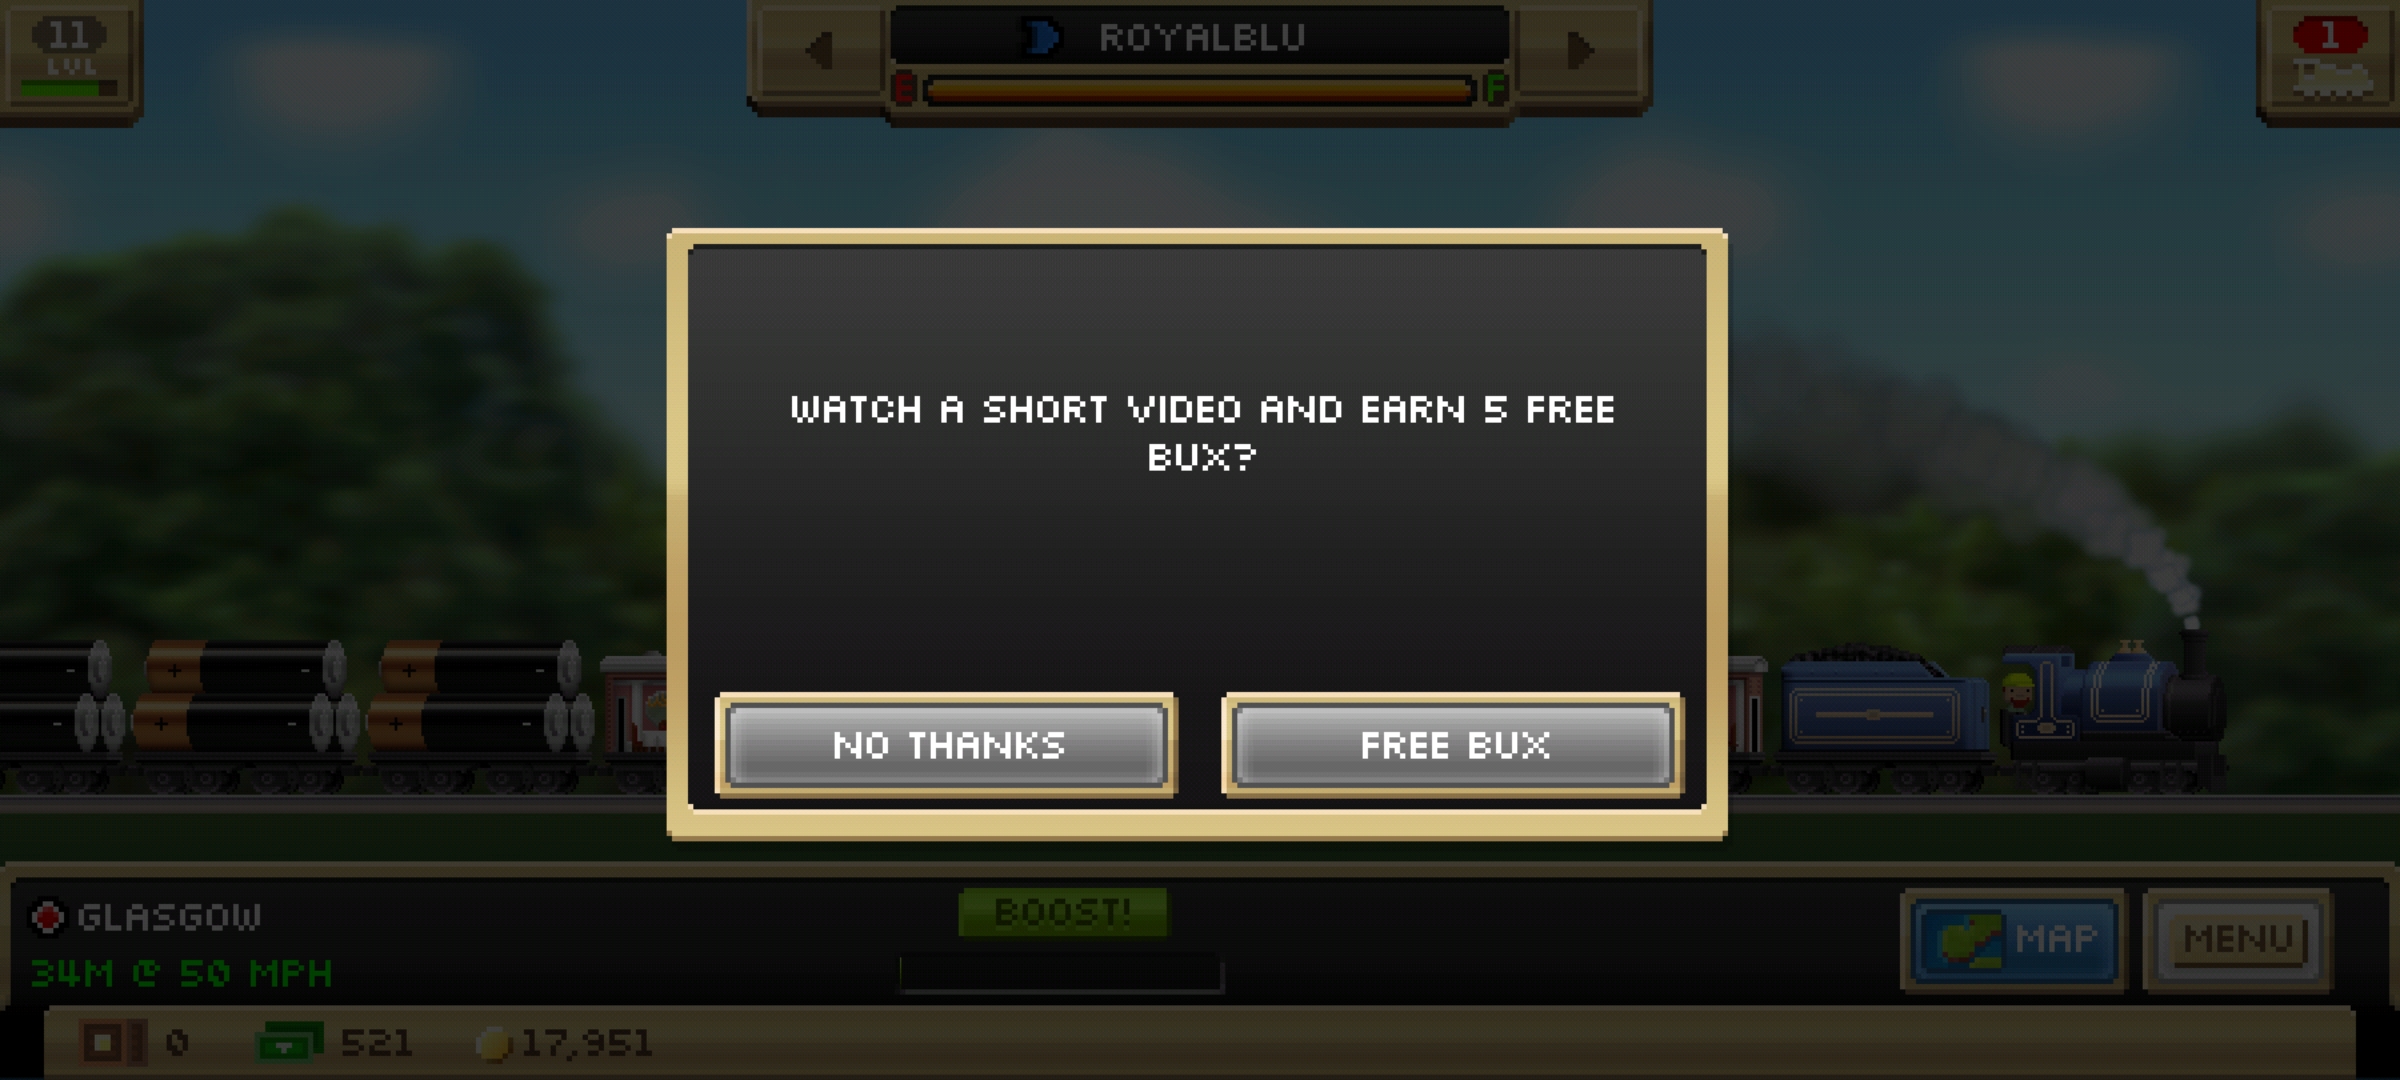 11
LVL
ROYALBLU
E F
1
WATCH A SHORT VIDEO AND EARN 5 FREE
BUX?
NO THANKS
FREE BUX
GLASGOW
34M @ 50 MPH
BOOST!
MAP
MENU
0
521
17,951